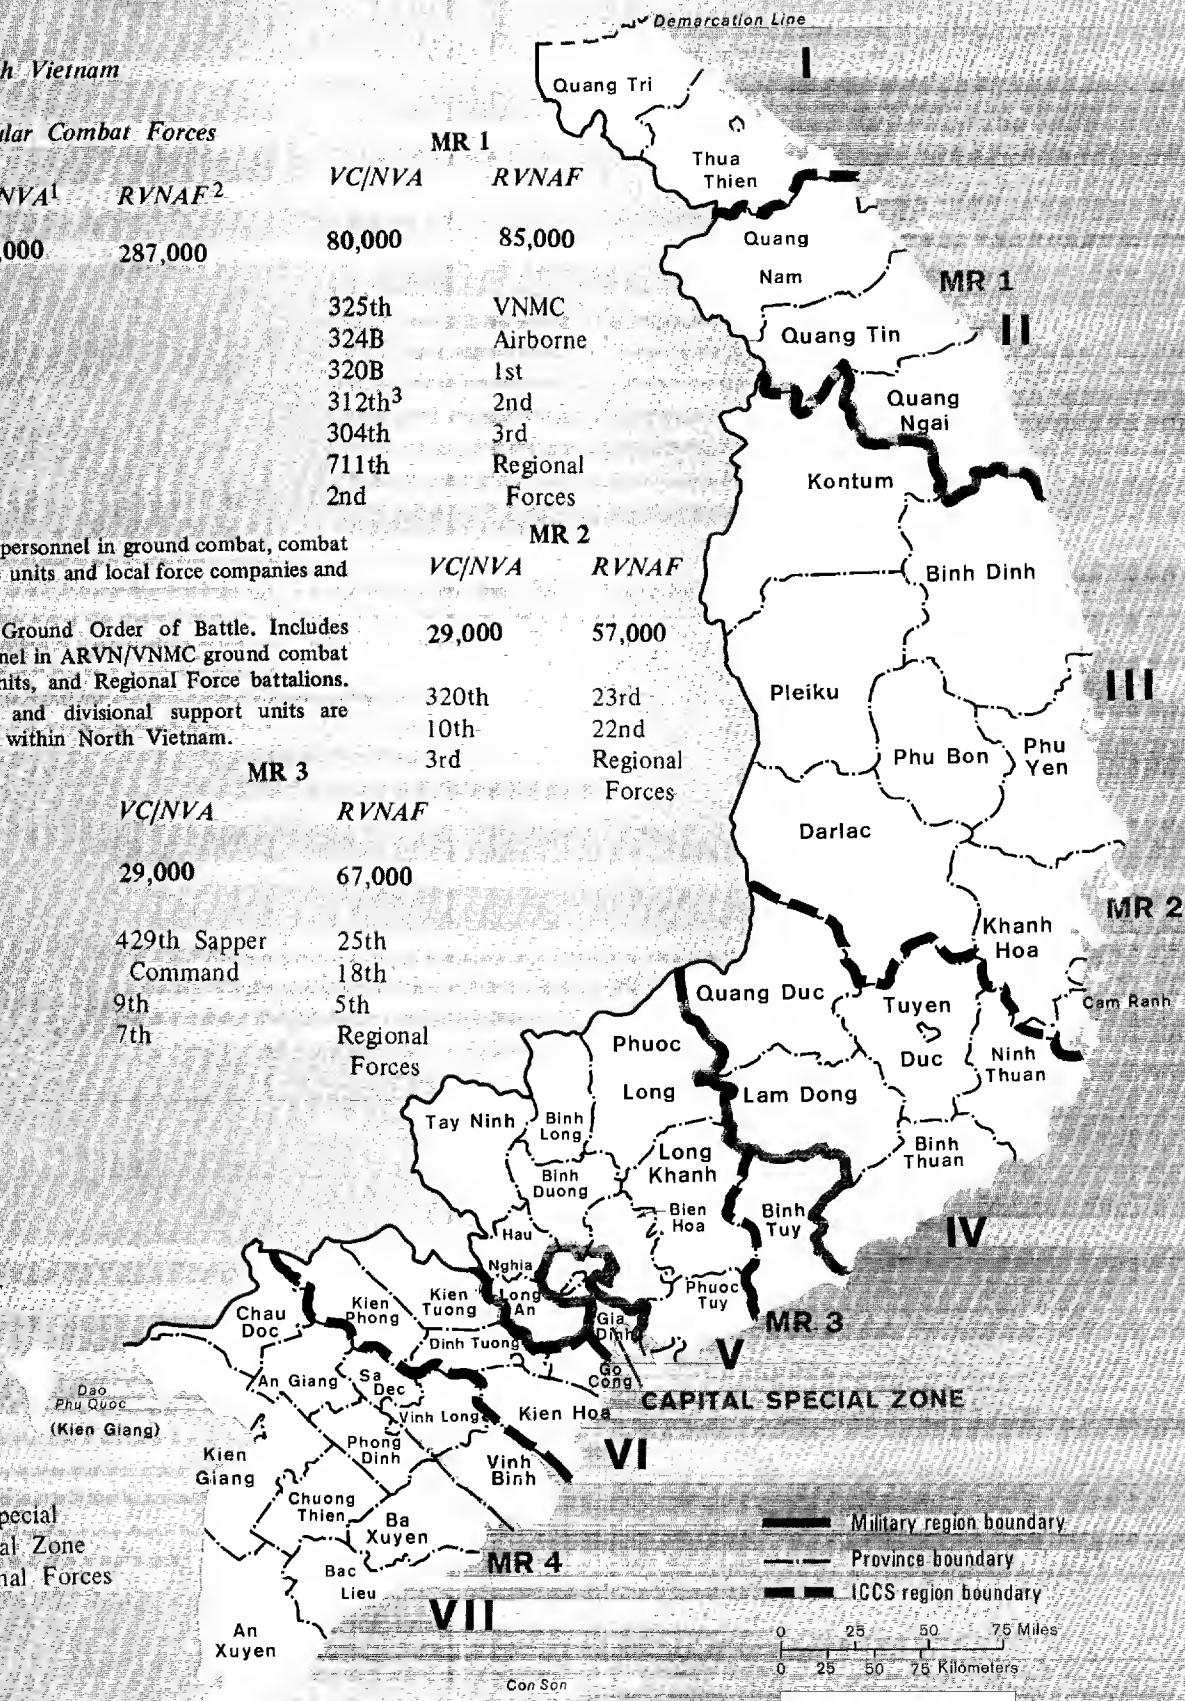 Demarcation Line
h Vietnam
ular Combat Forces
NVA1 RVNAF2
,000 287,000
MR 1
VC/NVA RVNAF
80,000 85,000
325th VNMC
324B Airborne
320B 1st
312th3 2nd
304th 3rd
711th Regional
2nd Forces
personnel in ground combat, combat
units and local force companies and
Ground Order of Battle. Includes
nel in ARVN/VNMC ground combat
nits, and Regional Force battalions.
and divisional support units are
within North Vietnam.
MR 2
VC/NVA RVNAF
29,000 57,000
320th 23rd
10th 22nd
3rd Regional
Forces
MR 3
VC/NVA RVNAF
29,000 67,000
429th Sapper 25th
Command 18th
9th 5th
7th Regional
Forces
pecial
al Zone
nal Forces
I
Quang Tri
Thua
Thien
Quang
Nam
MR 1
II
Quang Tin
Quang
Ngai
Kontum
Binh Dinh
III
Pleiku
Phu Bon
Phu
Yen
Darlac
MR 2
Khanh
Hoa
Cam Ranh
Quang Duc
Tuyen
Duc
Ninh
Thuan
Phuoc
Long
Lam Dong
Tay Ninh
Binh
Long
Long
Khanh
Binh
Thuan
Binh
Duong
Bien
Hoa
Binh
Tuy
IV
Hau
Nghia
Phuoc
Tuy
Long
An
Gia
Dinh
MR 3
V
Kien
Tuong
Kien
Phong
Chau
Doc
Dinh Tuong
Go
Cong
CAPITAL SPECIAL ZONE
An Giang
Sa
Dec
Dao
Phu Quoc
(Kien Giang)
Vinh Long
Kien Hoa
VI
Kien
Giang
Phong
Dinh
Vinh
Binh
Chuong
Thien
Ba
Xuyen
MR 4
Bac
Lieu
VII
An
Xuyen
Con Son
Military region boundary
Province boundary
ICCS region boundary
0 25 50 75 Miles
0 25 50 75 Kilometers